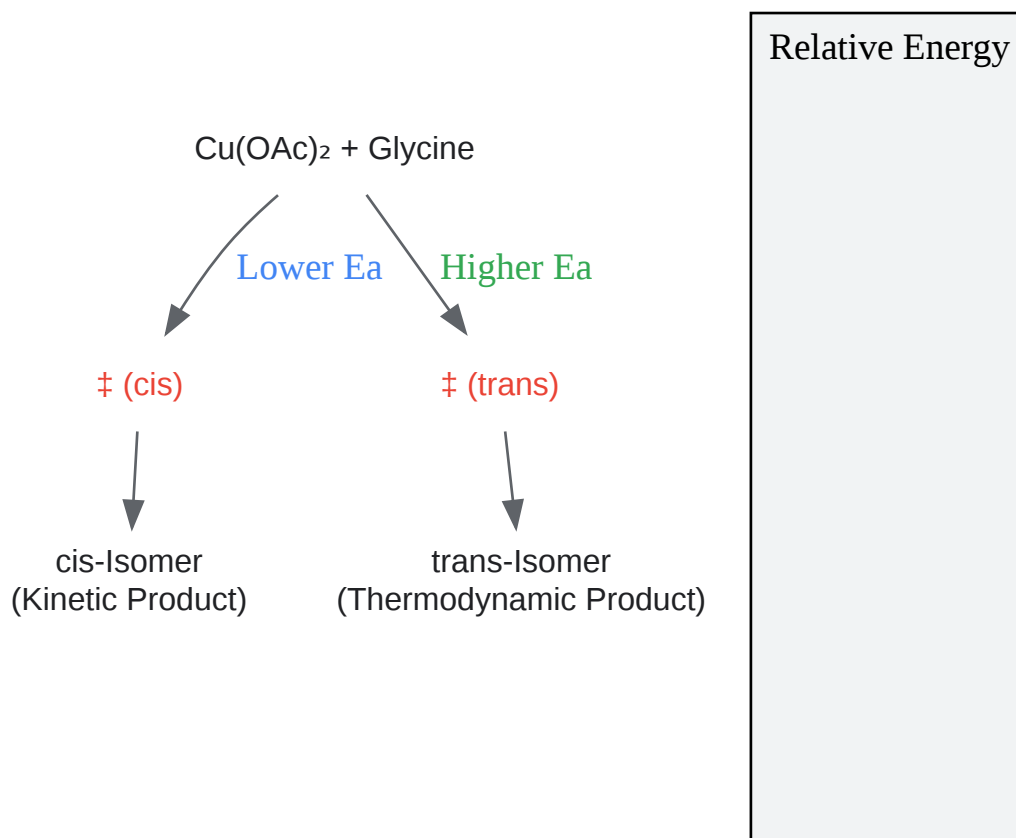 Relative Energy
Cu(OAc)₂ + Glycine
Lower Ea
Higher Ea
‡ (cis)
‡ (trans)
cis-Isomer
(Kinetic Product)
trans-Isomer
(Thermodynamic Product)